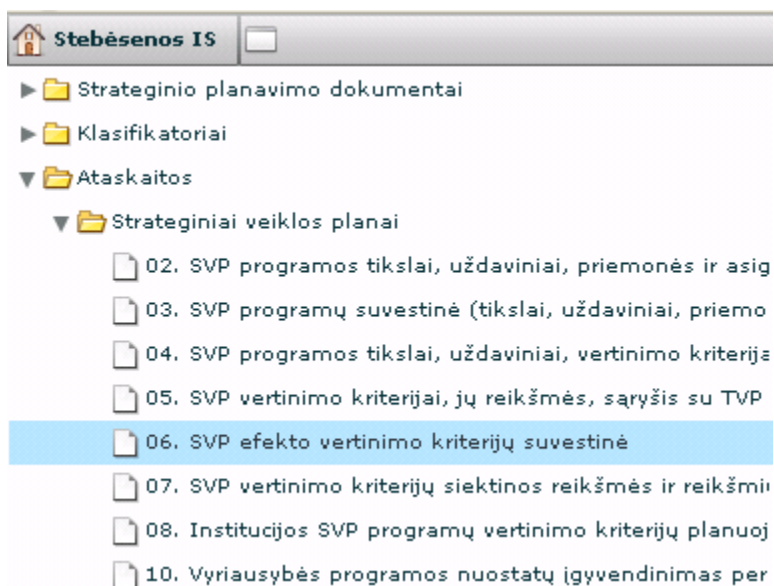 Stebėsenos IS
Strateginio planavimo dokumentai
Klasifikatoriai
Ataskaitos
Strateginiai veiklos planai
02. SVP programos tikslai, uždaviniai, priemonės ir asig
03. SVP programų suvestinė (tikslai, uždaviniai, priemo
04. SVP programos tikslai, uždaviniai, vertinimo kriterija
05. SVP vertinimo kriterijai, jų reikšmės, sąryšis su TVP
06. SVP efekto vertinimo kriterijų suvestinė
07. SVP vertinimo kriterijų siektinos reikšmės ir reikšmi
08. Institucijos SVP programų vertinimo kriterijų planuoj
10. Vyriausybės programos nuostatų įgyvendinimas per